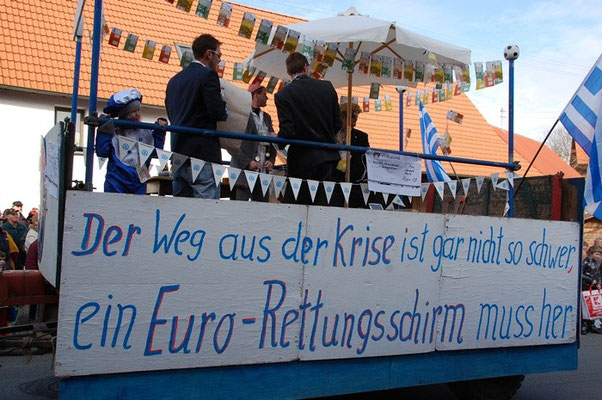 Der Weg aus der Krise ist gar nicht so schwer,
ein Euro-Rettungsschirm muss her